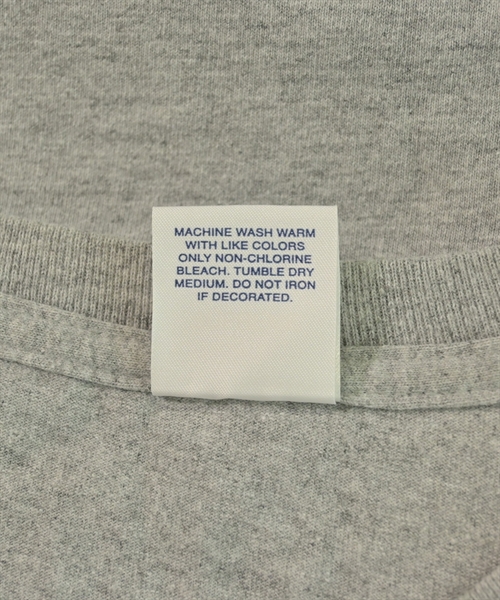 MACHINE WASH WARM
WITH LIKE COLORS
ONLY NON-CHLORINE
BLEACH. TUMBLE DRY
MEDIUM. DO NOT IRON
IF DECORATED.